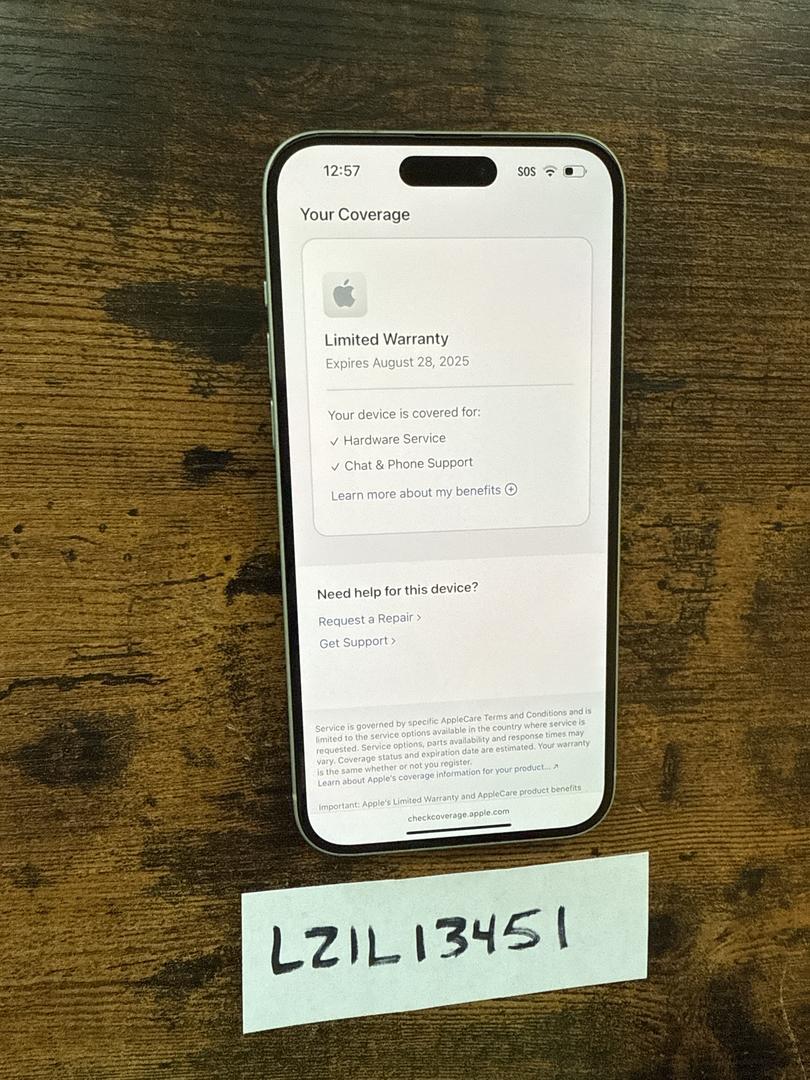 12:57 SOS
Your Coverage
Limited Warranty
Expires August 28, 2025
Your device is covered for:
✓ Hardware Service
✓ Chat & Phone Support
Learn more about my benefits ⊕
Need help for this device?
Request a Repair >
Get Support >
Service is governed by specific AppleCare Terms and Conditions and is
limited to the service options available in the country where service is
requested. Service options, parts availability and response times may
vary. Coverage status and expiration date are estimated. Your warranty
is the same whether or not you register.
Learn about Apple's coverage information for your product... ↗
Important: Apple's Limited Warranty and AppleCare product benefits
checkcoverage.apple.com
LZ1L13451